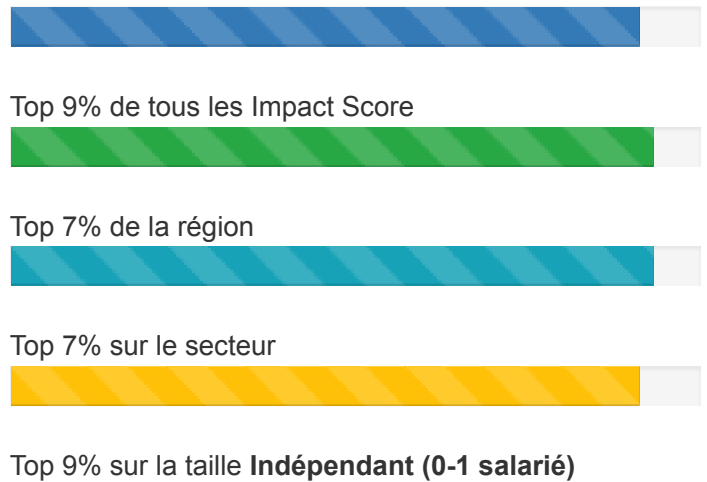 Top 9% de tous les Impact Score
Top 7% de la région
Top 7% sur le secteur
Top 9% sur la taille Indépendant (0-1 salarié)